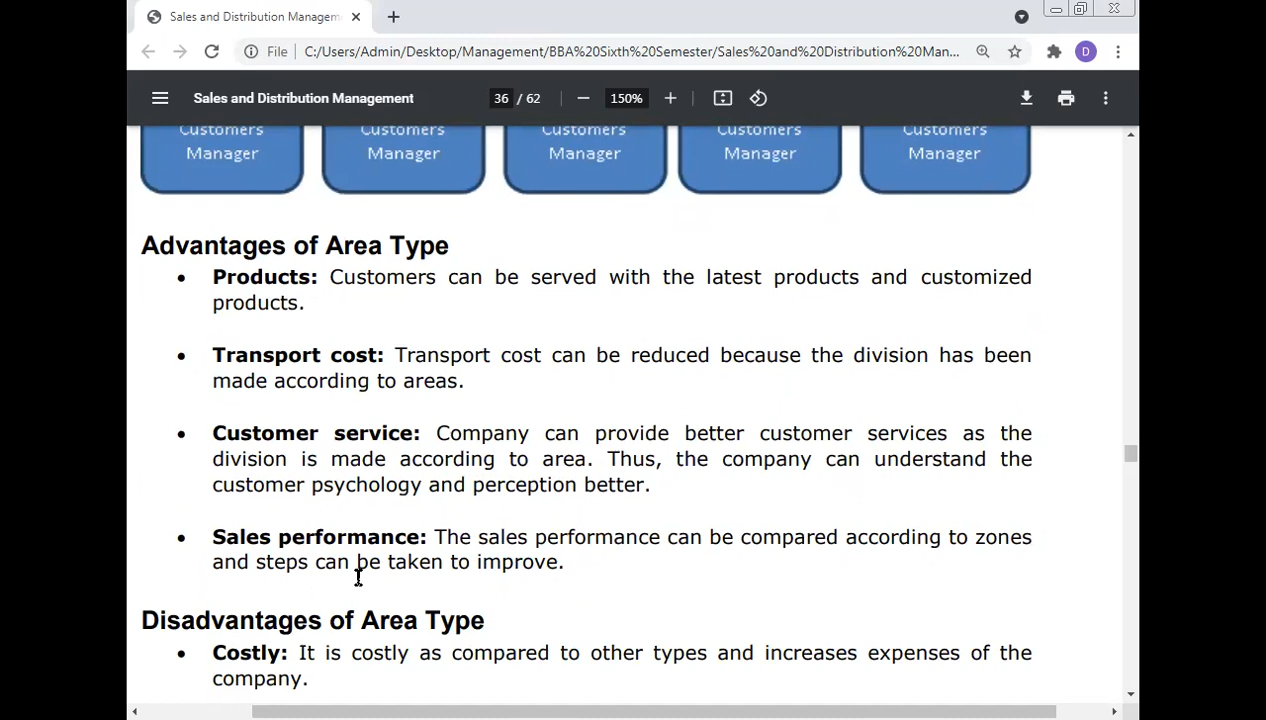 Sales and Distribution Managem
File C:/Users/Admin/Desktop/Management/BBA%20Sixth%20Semester/Sales%20and%20Distribution%20Man...
D
Sales and Distribution Management 36 / 62 150%
Customers Customers Customers Customers Customers
Manager Manager Manager Manager Manager
Advantages of Area Type
• Products: Customers can be served with the latest products and customized
products.
• Transport cost: Transport cost can be reduced because the division has been
made according to areas.
• Customer service: Company can provide better customer services as the
division is made according to area. Thus, the company can understand the
customer psychology and perception better.
• Sales performance: The sales performance can be compared according to zones
and steps can be taken to improve.
Disadvantages of Area Type
• Costly: It is costly as compared to other types and increases expenses of the
company.